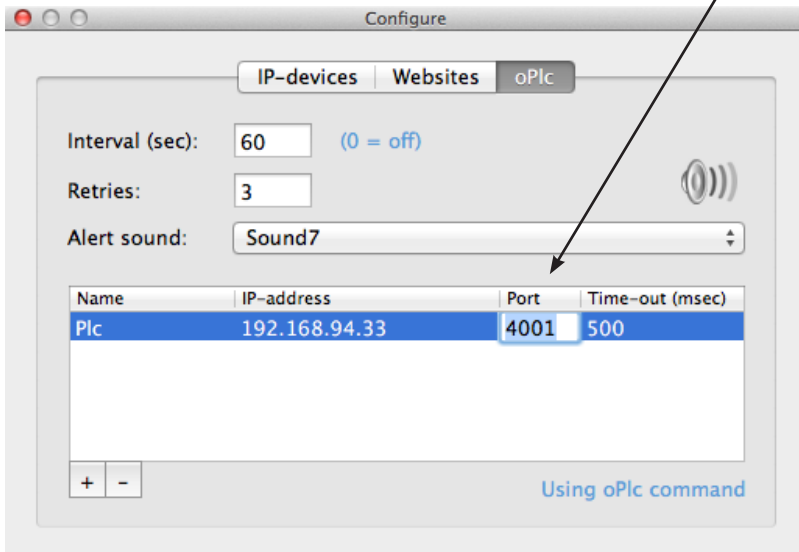 Configure
IP-devices Websites oPlc
Interval (sec): 60 (0 = off)
Retries: 3
Alert sound: Sound7
Name IP-address Port Time-out (msec)
Plc 192.168.94.33 4001 500
+ -
Using oPlc command